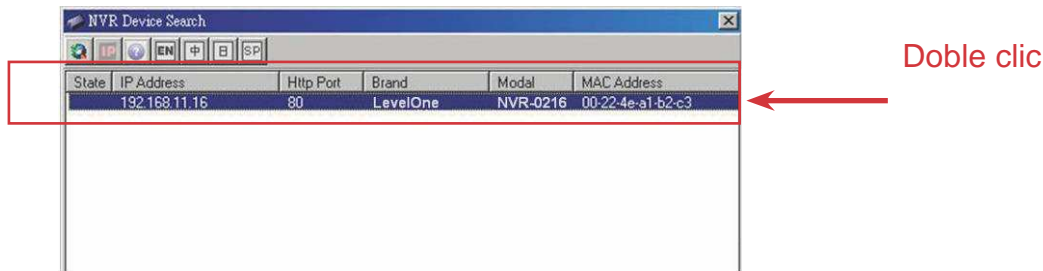 NVR Device Search
IP EN 中 日 SP
Doble clic
State IP Address Http Port Brand Modal MAC Address
192.168.11.16 80 LevelOne NVR-0216 00-22-4e-a1-b2-c3